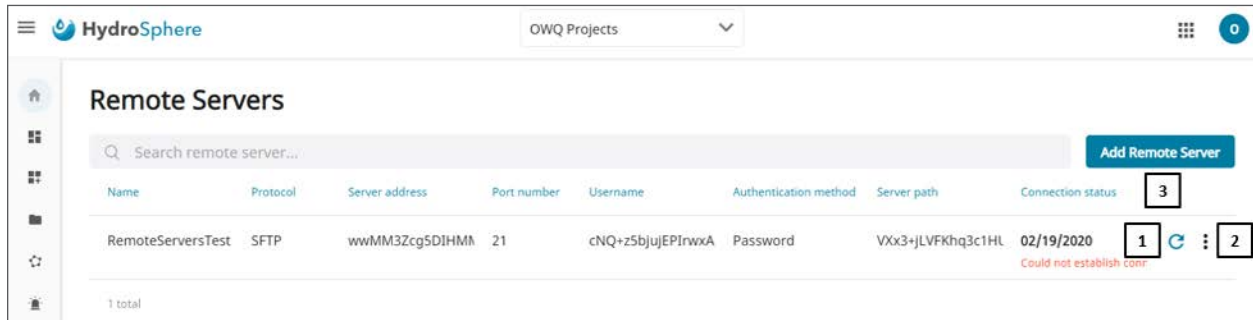 HydroSphere
OWQ Projects
O
Remote Servers
Search remote server...
Add Remote Server
Name Protocol Server address Port number Username Authentication method Server path Connection status 3
RemoteServersTest SFTP wwMM3Zcg5DIHMM 21 cNQ+z5bJujEPIrwxA Password VXx3+jLVFKhq3c1HU 02/19/2020 1 2
Could not establish conr
1 total